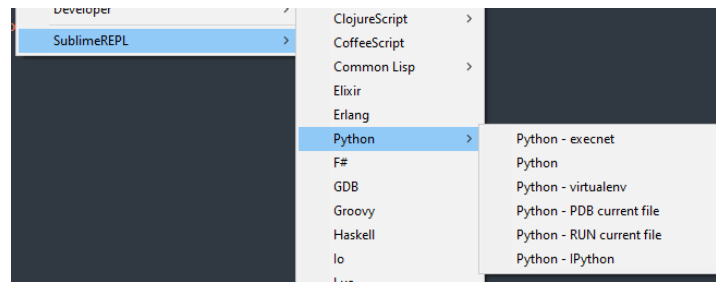 Developer
SublimeREPL
ClojureScript
CoffeeScript
Common Lisp
Elixir
Erlang
Python
F#
GDB
Groovy
Haskell
Io
Python - execnet
Python
Python - virtualenv
Python - PDB current file
Python - RUN current file
Python - IPython